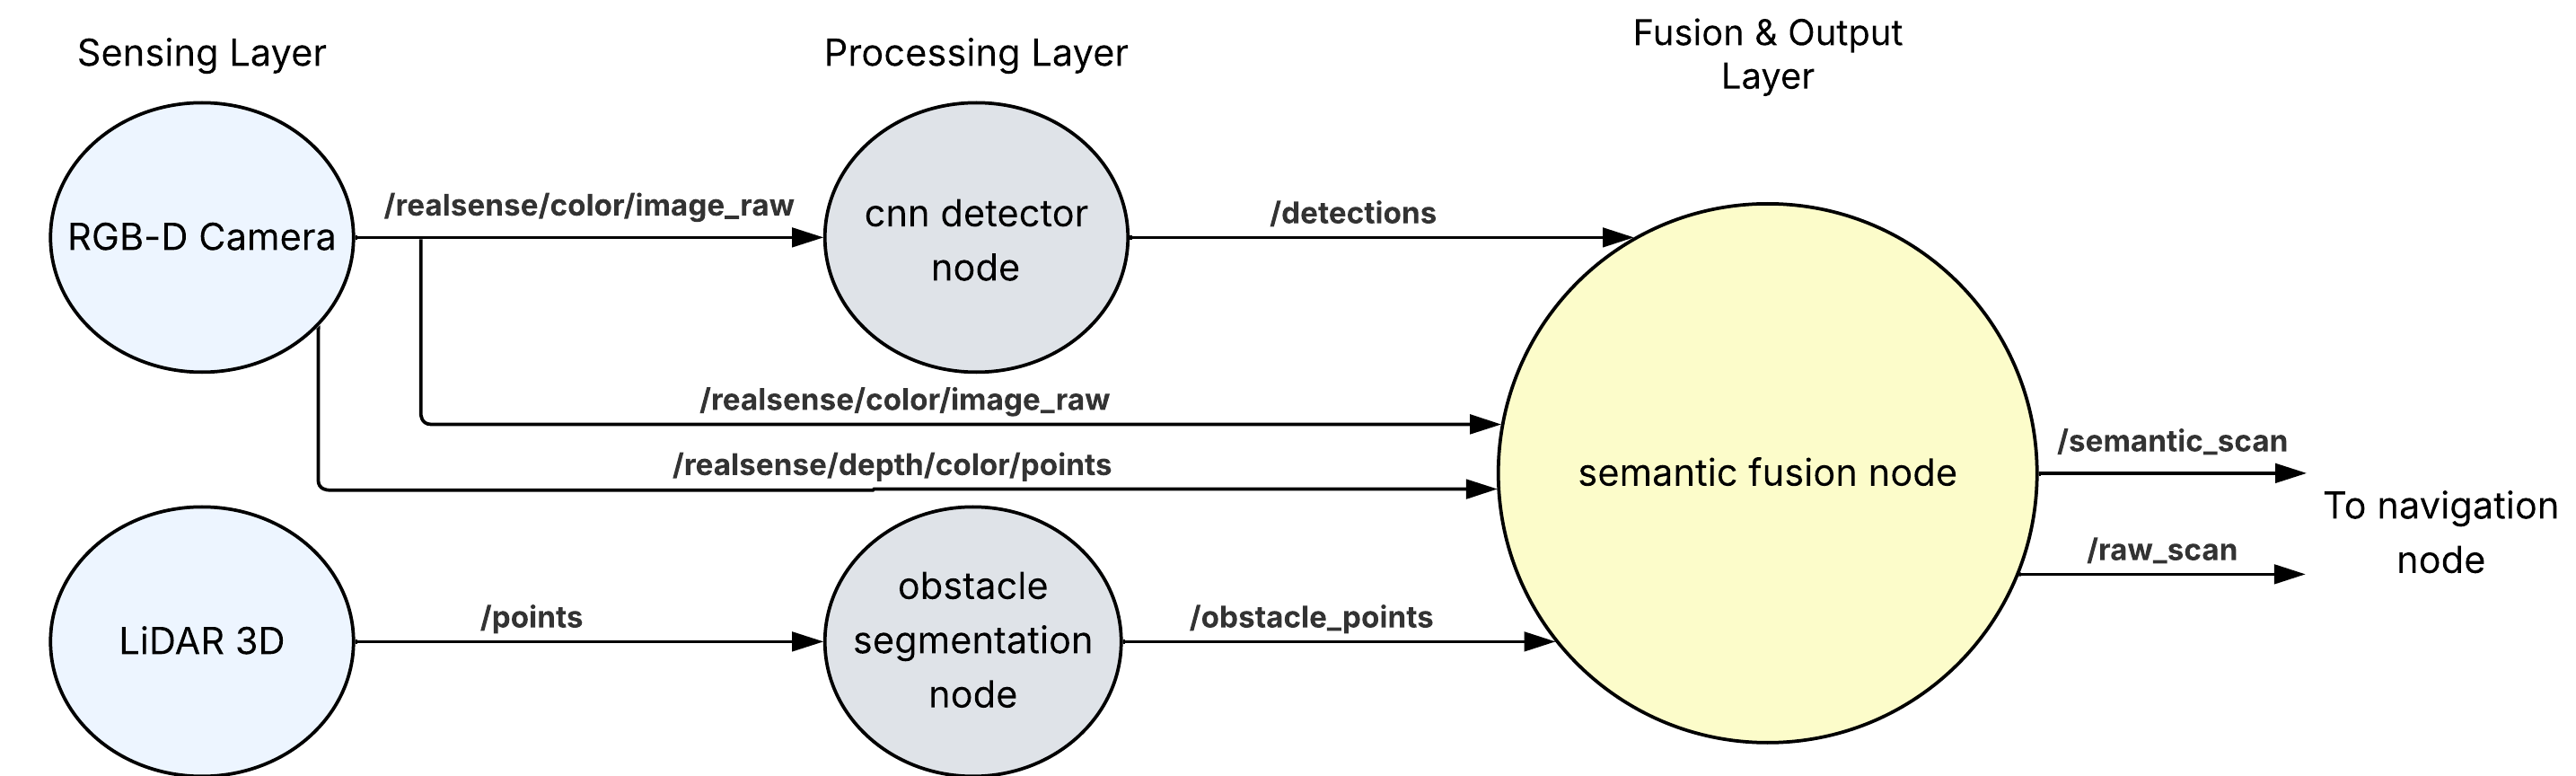 Sensing Layer
Processing Layer
Fusion & Output
Layer
RGB-D Camera
/realsense/color/image_raw
cnn detector
node
/detections
/realsense/color/image_raw
/realsense/depth/color/points
semantic fusion node
/semantic_scan
/raw_scan
To navigation
node
LiDAR 3D
/points
obstacle
segmentation
node
/obstacle_points